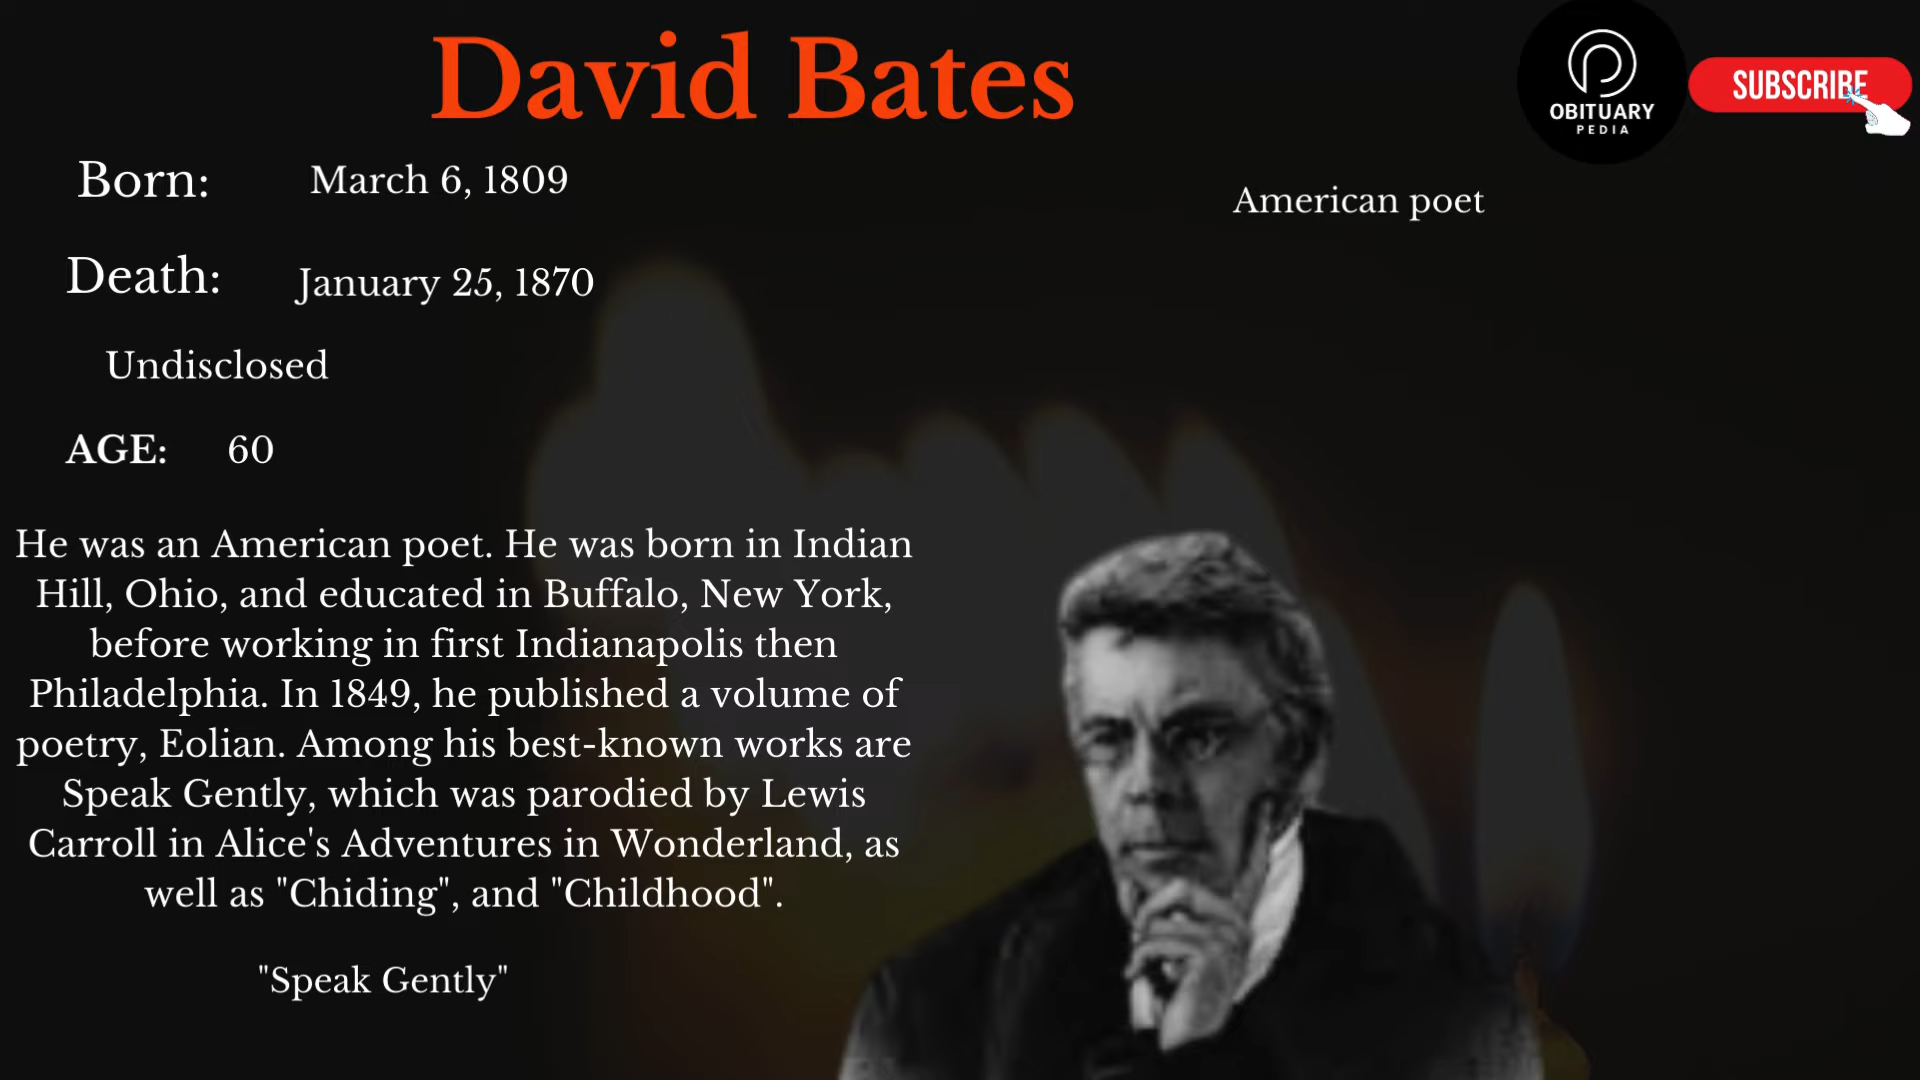 David Bates
OBITUARY
PEDIA
SUBSCRIBE
Born: March 6, 1809
American poet
Death: January 25, 1870
Undisclosed
AGE: 60
He was an American poet. He was born in Indian
Hill, Ohio, and educated in Buffalo, New York,
before working in first Indianapolis then
Philadelphia. In 1849, he published a volume of
poetry, Eolian. Among his best-known works are
Speak Gently, which was parodied by Lewis
Carroll in Alice's Adventures in Wonderland, as
well as "Chiding", and "Childhood".
"Speak Gently"